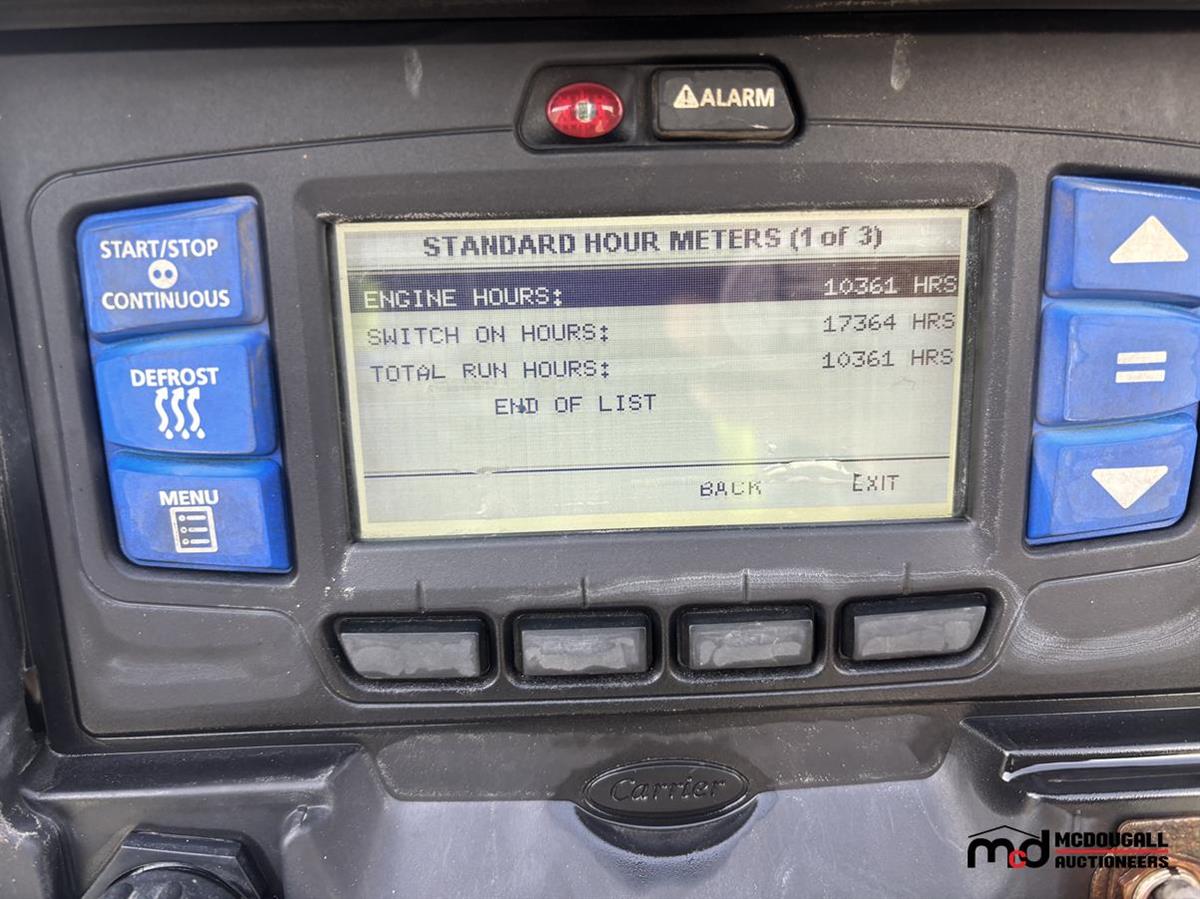 ALARM
START/STOP
CONTINUOUS
DEFROST
MENU
STANDARD HOUR METERS (1 of 3)
ENGINE HOURS: 10361 HRS
SWITCH ON HOURS: 17364 HRS
TOTAL RUN HOURS: 10361 HRS
END OF LIST
BACK EXIT
Carrier
mcd MCDOUGALL
AUCTIONEERS